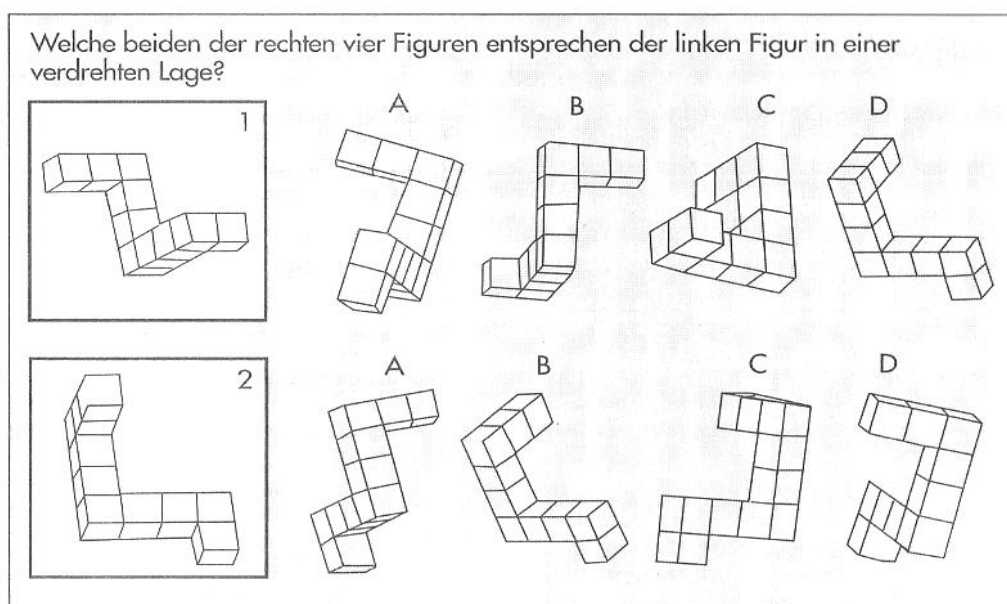 Welche beiden der rechten vier Figuren entsprechen der linken Figur in einer
verdrehten Lage?
1 A B C D
2 A B C D